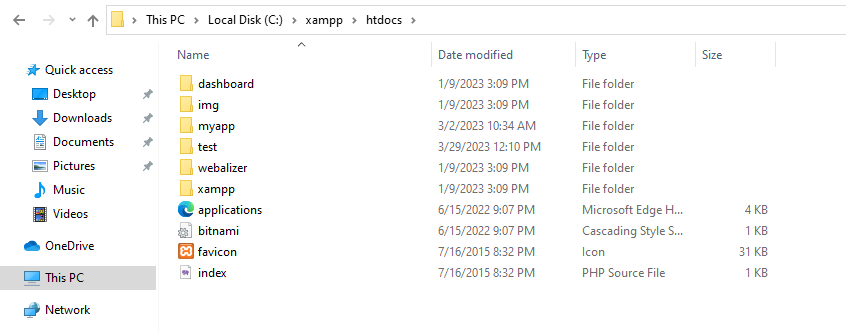 This PC > Local Disk (C:) > xampp > htdocs >
Name Date modified Type Size
Quick access
Desktop
Downloads
Documents
Pictures
Music
Videos
OneDrive
This PC
Network
dashboard 1/9/2023 3:09 PM File folder
img 1/9/2023 3:09 PM File folder
myapp 3/2/2023 10:34 AM File folder
test 3/29/2023 12:10 PM File folder
webalizer 1/9/2023 3:09 PM File folder
xampp 1/9/2023 3:09 PM File folder
applications 6/15/2022 9:07 PM Microsoft Edge H... 4 KB
bitnami 6/15/2022 9:07 PM Cascading Style S... 1 KB
favicon 7/16/2015 8:32 PM Icon 31 KB
index 7/16/2015 8:32 PM PHP Source File 1 KB